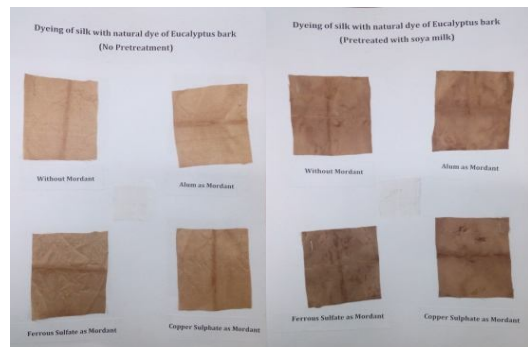 Dyeing of silk with natural dye of Eucalyptus bark
(No Pretreatment)
Without Mordant
Alum as Mordant
Ferrous Sulfate as Mordant
Copper Sulphate as Mordant
Dyeing of silk with natural dye of Eucalyptus bark
(Pretreated with soya milk)
Without Mordant
Alum as Mordant
Ferrous Sulfate as Mordant
Copper Sulphate as Mordant